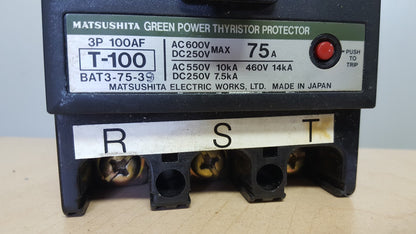 MATSUSHITA GREEN POWER THYRISTOR PROTECTOR
3P 100AF
T-100
BAT3-75-3
AC600V
DC250V MAX 75A
AC550V 10kA 460V 14kA
DC250V 7.5kA
PUSH
TO
TRIP
MATSUSHITA ELECTRIC WORKS, LTD. MADE IN JAPAN
R S T